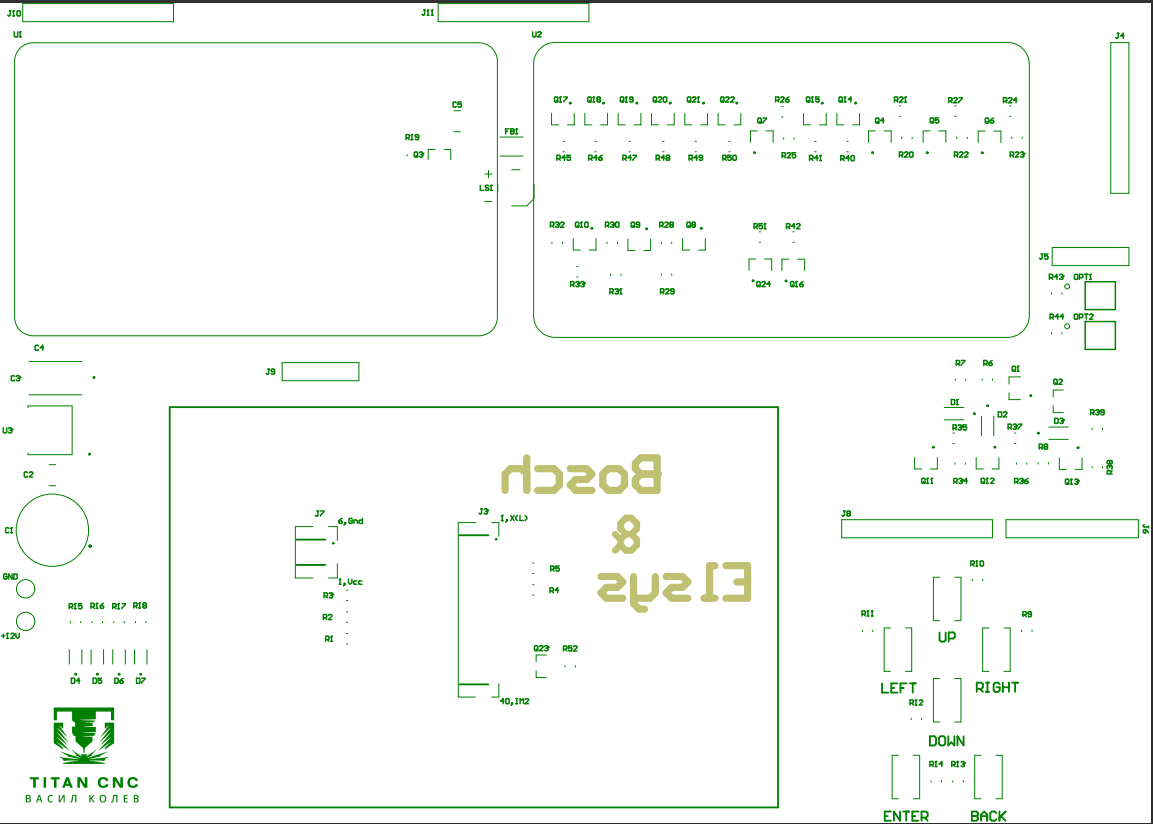 J10 J11
U1 U2 J4
C5 Q17 Q18 Q19 Q20 Q21 Q22 R26 Q15 Q14 R21 R27 R24
Q7 Q4 Q5 Q6
R19 FB1
Q3 R45 R46 R47 R48 R49 R50 R25 R41 R40 R20 R22 R23
+
LS1
R32 Q10 R30 Q9 R28 Q8 R51 R42
J5
R43 OPT1
R33 R31 R29 Q24 Q16
R44 OPT2
C4
C3 J9 R7 R6 Q1
Q2
D1 D2 R39
U3 R35 R37 D3
Bosch R8
C2 R38
Q11 R34 Q12 R36 Q13
J7 6,Gnd J3 1,X(L) J8
C1 & J6
GND 1,Vcc R5 R10
Elsys
R3 R4
R15 R16 R17 R18 R2 R11 R9
+12V R1 UP
Q23 R52
D4 D5 D6 D7 LEFT RIGHT
40,IM2 R12
DOWN
R14 R13
TITAN CNC
ВАСИЛ КОЛЕВ
ENTER BACK